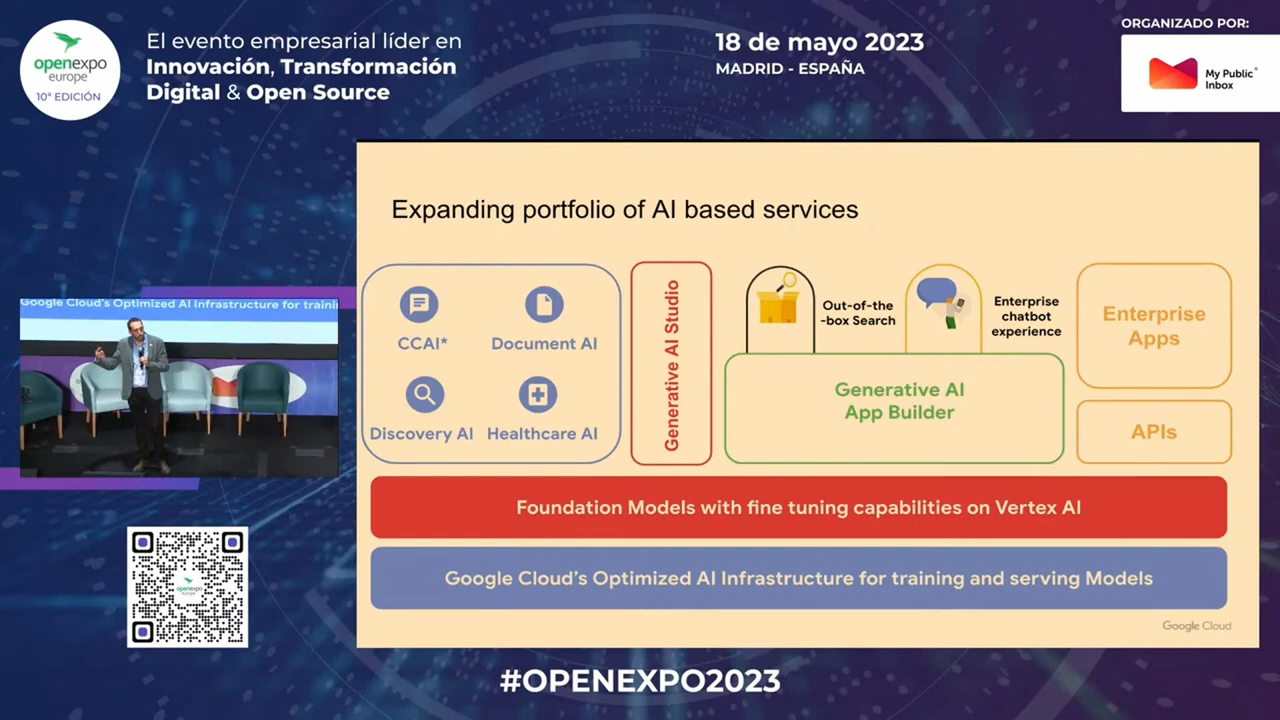 openexpo
europe
10ª EDICIÓN
El evento empresarial líder en
Innovación, Transformación
Digital & Open Source
18 de mayo 2023
MADRID - ESPAÑA
ORGANIZADO POR:
My Public
Inbox
Expanding portfolio of AI based services
CCAI*
Document AI
Discovery AI
Healthcare AI
Generative AI Studio
Out-of-the
-box Search
Enterprise
chatbot
experience
Generative AI
App Builder
Enterprise
Apps
APIs
Foundation Models with fine tuning capabilities on Vertex AI
Google Cloud's Optimized AI Infrastructure for training and serving Models
Google Cloud
Google Cloud's Optimized AI Infrastructure for
openexpo
europe
#OPENEXPO2023